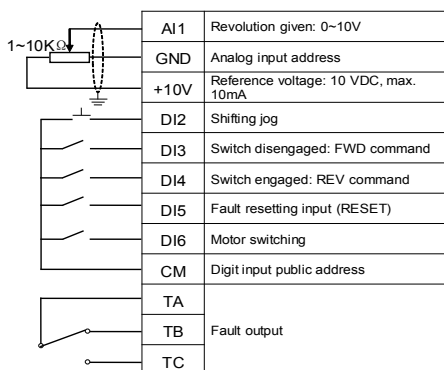 AI1 Revolution given: 0~10V
1~10KΩ
GND Analog input address
+10V Reference voltage: 10 VDC, max.
10mA
DI2 Shifting jog
DI3 Switch disengaged: FWD command
DI4 Switch engaged: REV command
DI5 Fault resetting input (RESET)
DI6 Motor switching
CM Digit input public address
TA
TB Fault output
TC